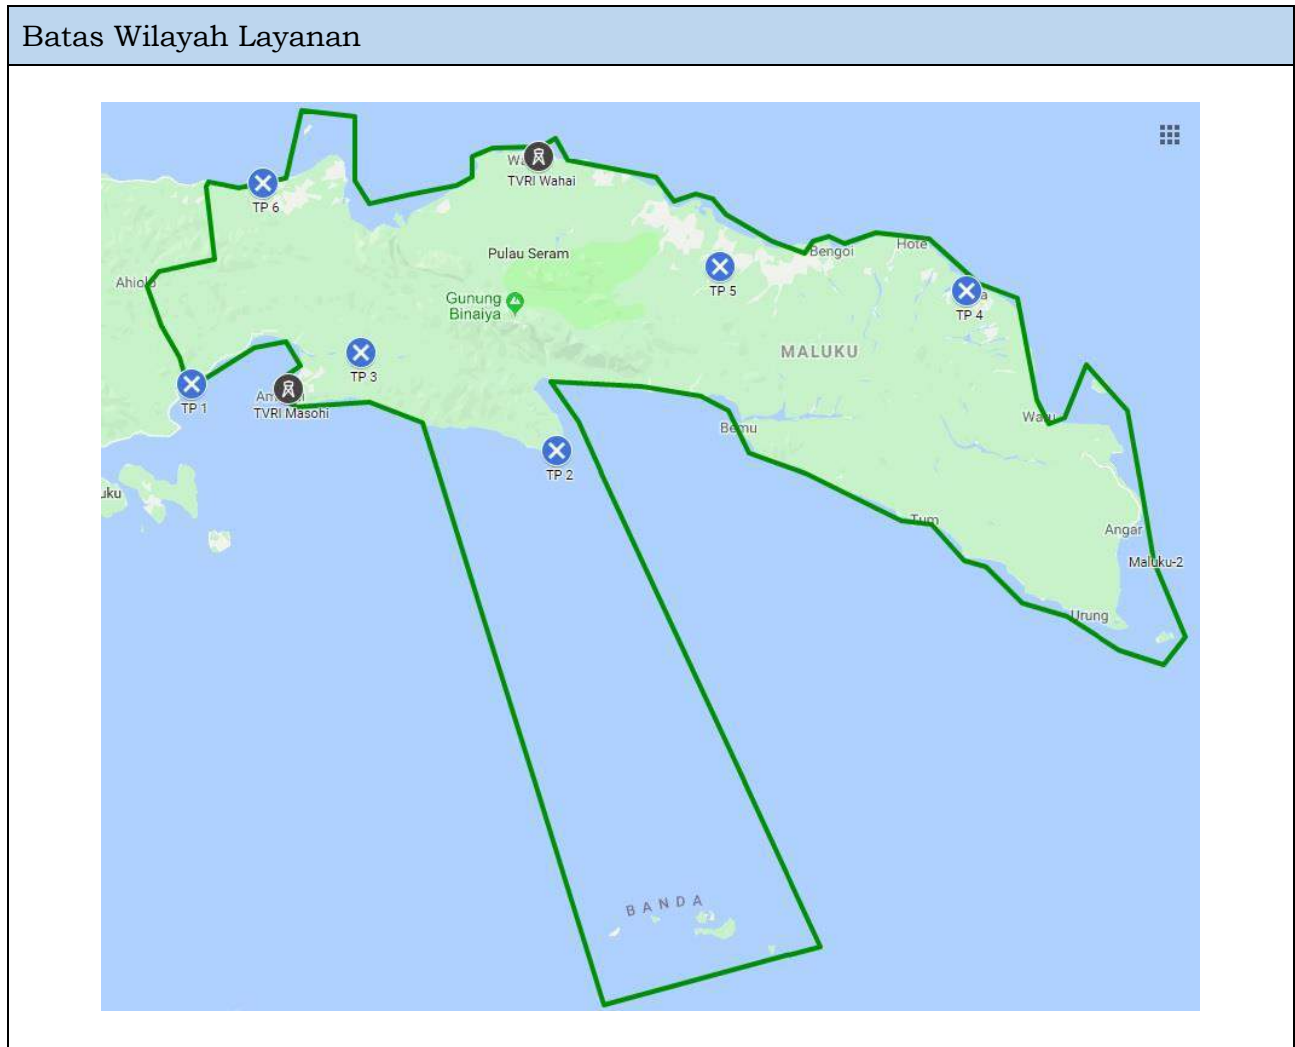 Batas Wilayah Layanan
TVRI Wahai
TP 6
Hote
Bengoi
Pulau Seram
TP 5
Ahiolo
TP 4
Gunung
Binaiya
MALUKU
TP 3
TP 1
TVRI Masohi
Bemu
TP 2
Tum
Angar
Maluku-2
Urung
BANDA